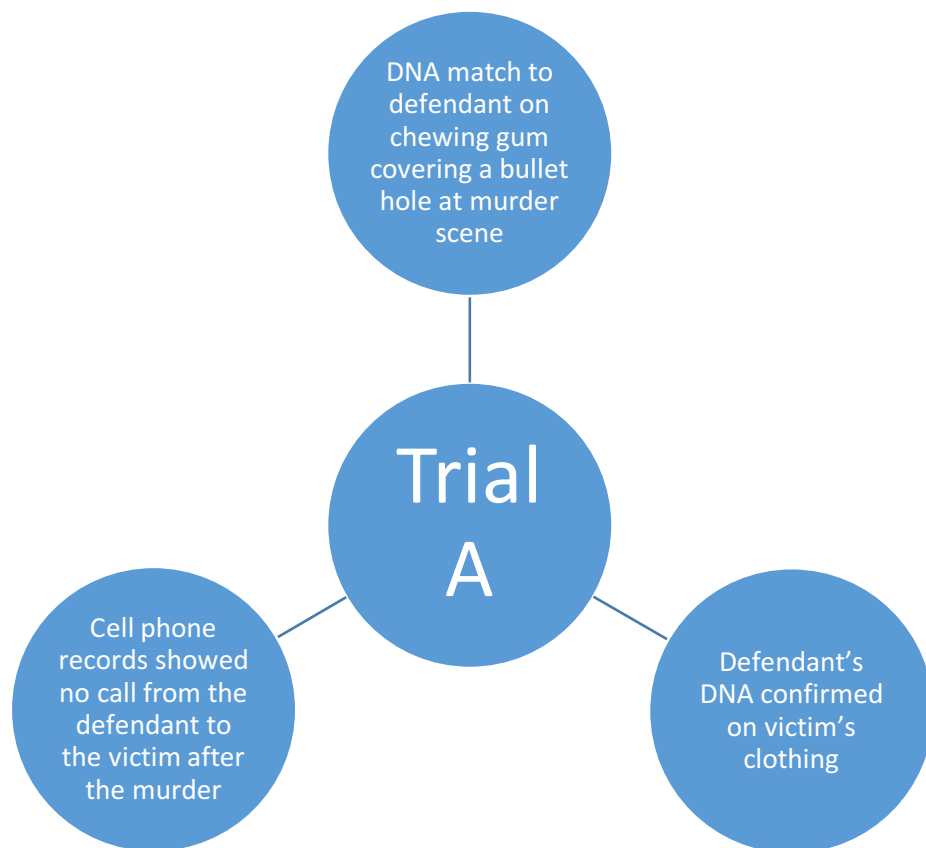 DNA match to
defendant on
chewing gum
covering a bullet
hole at murder
scene
Trial
A
Cell phone
records showed
no call from the
defendant to
the victim after
the murder
Defendant’s
DNA confirmed
on victim’s
clothing